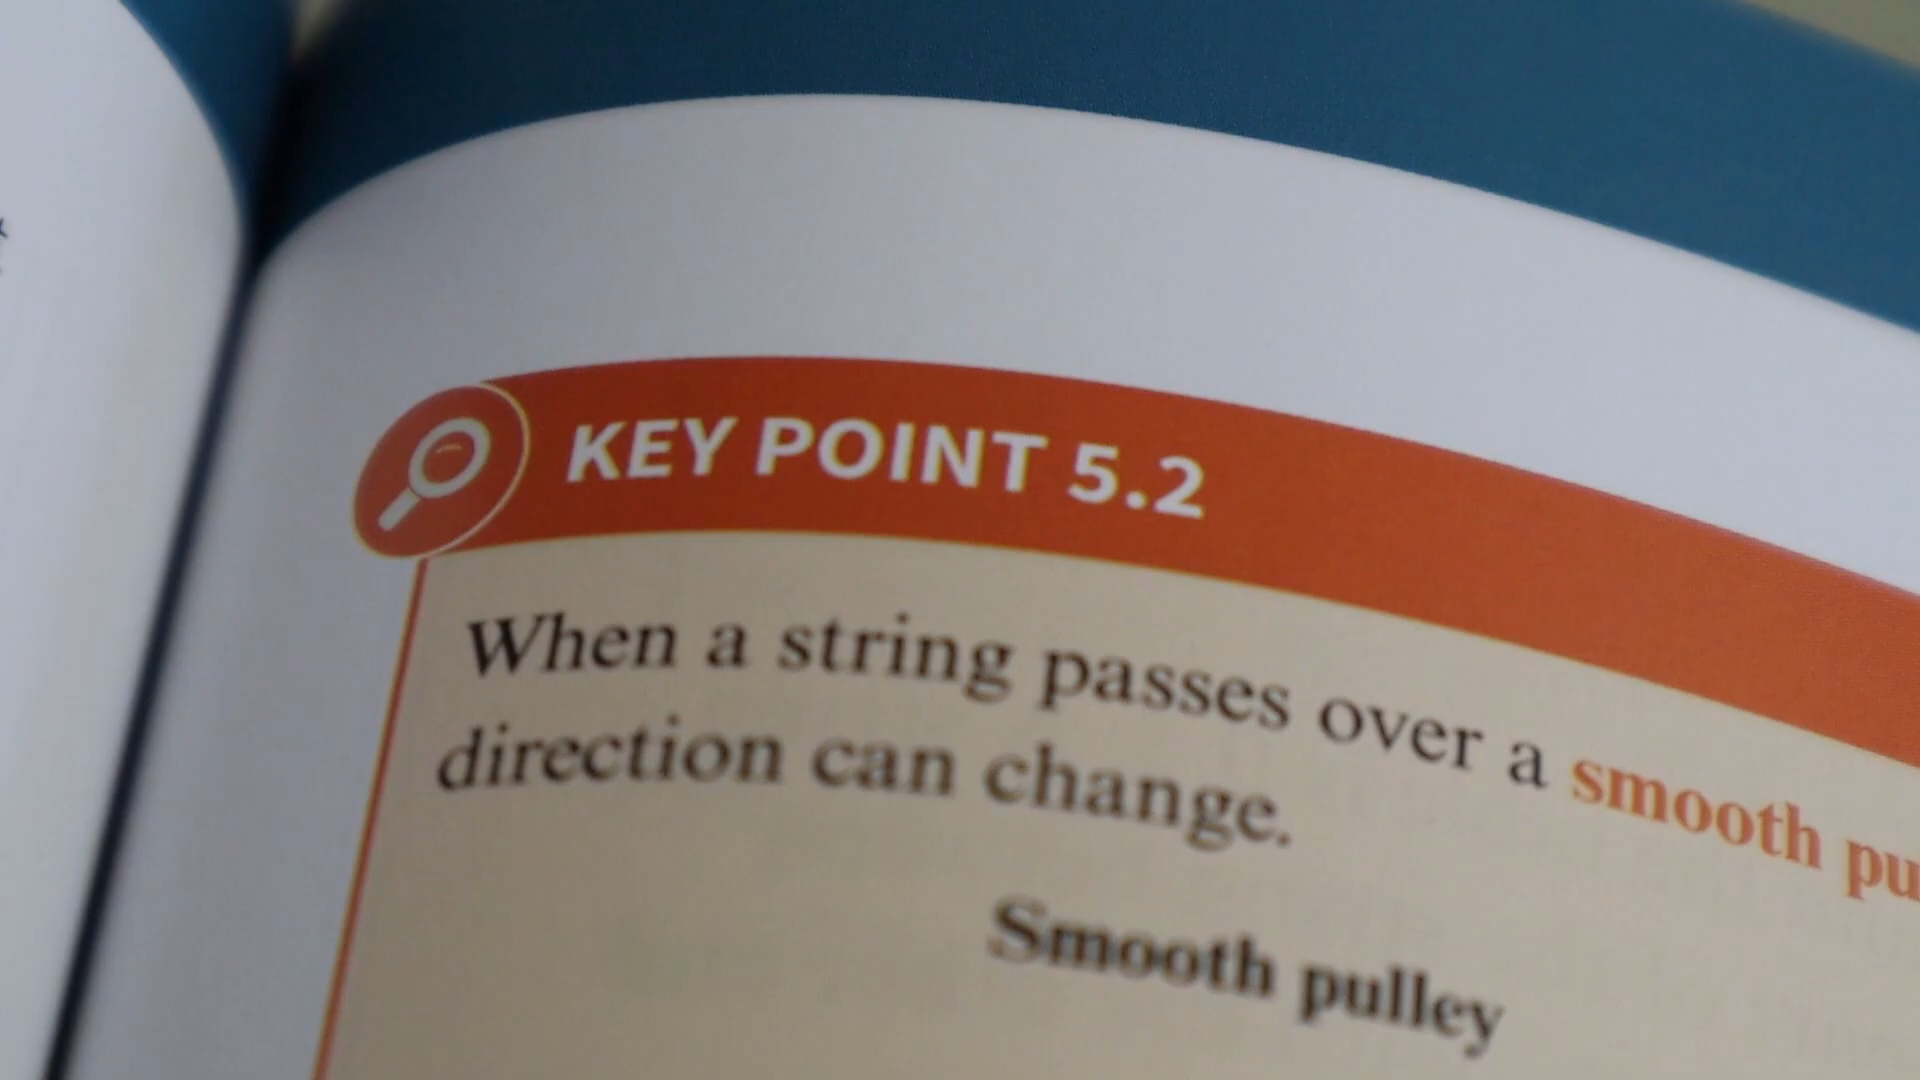 KEY POINT 5.2
When a string passes over a smooth
direction can change.
Smooth pulley